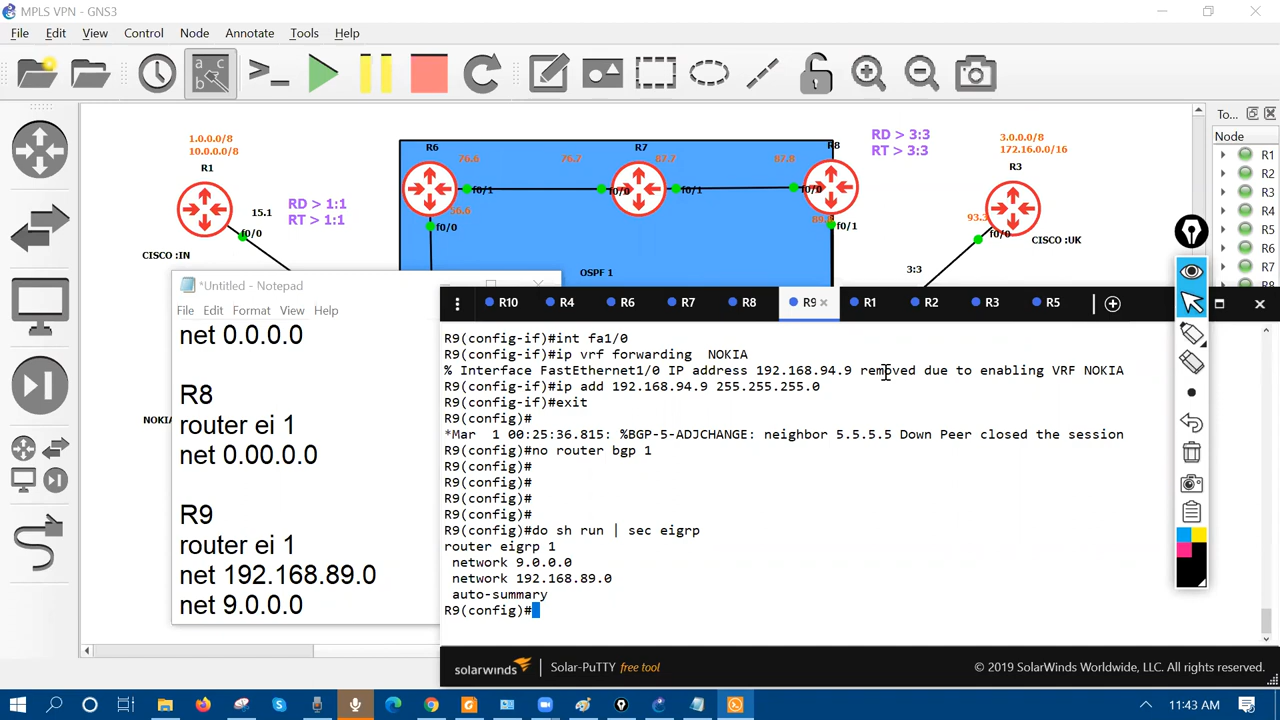 MPLS VPN - GNS3
File Edit View Control Node Annotate Tools Help
To...
Node
R1
R2
R3
R4
R5
R6
R7
R8
1.0.0.0/8
10.0.0.0/8
R1
15.1
f0/0
CISCO :IN
RD > 1:1
RT > 1:1
R6
76.6
f0/1
56.6
f0/0
76.7
R7
f0/0
67.7
f0/1
67.8
R8
f0/0
f0/1
OSPF 1
RD > 3:3
RT > 3:3
3.0.0.0/8
172.16.0.0/16
R3
93.3
f0/0
CISCO :UK
3:3
NOKIA
*Untitled - Notepad
File Edit Format View Help
net 0.0.0.0
R8
router ei 1
net 0.00.0.0
R9
router ei 1
net 192.168.89.0
net 9.0.0.0
R10 R4 R6 R7 R8 R9 R1 R2 R3 R5
R9(config-if)#int fa1/0
R9(config-if)#ip vrf forwarding  NOKIA
% Interface FastEthernet1/0 IP address 192.168.94.9 removed due to enabling VRF NOKIA
R9(config-if)#ip add 192.168.94.9 255.255.255.0
R9(config-if)#exit
R9(config)#
*Mar  1 00:25:36.815: %BGP-5-ADJCHANGE: neighbor 5.5.5.5 Down Peer closed the session
R9(config)#no router bgp 1
R9(config)#
R9(config)#
R9(config)#
R9(config)#
R9(config)#do sh run | sec eigrp
router eigrp 1
 network 9.0.0.0
 network 192.168.89.0
 auto-summary
R9(config)#
solarwinds Solar-PuTTY free tool
© 2019 SolarWinds Worldwide, LLC. All rights reserved.
11:43 AM